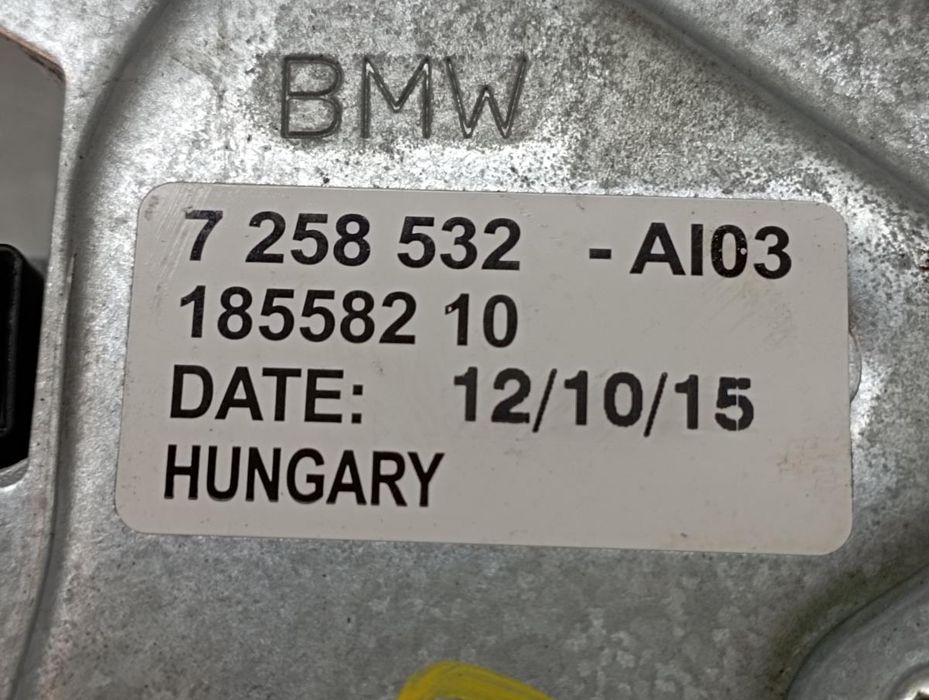 BMW
7 258 532 - AI03
185582 10
DATE: 12/10/15
HUNGARY